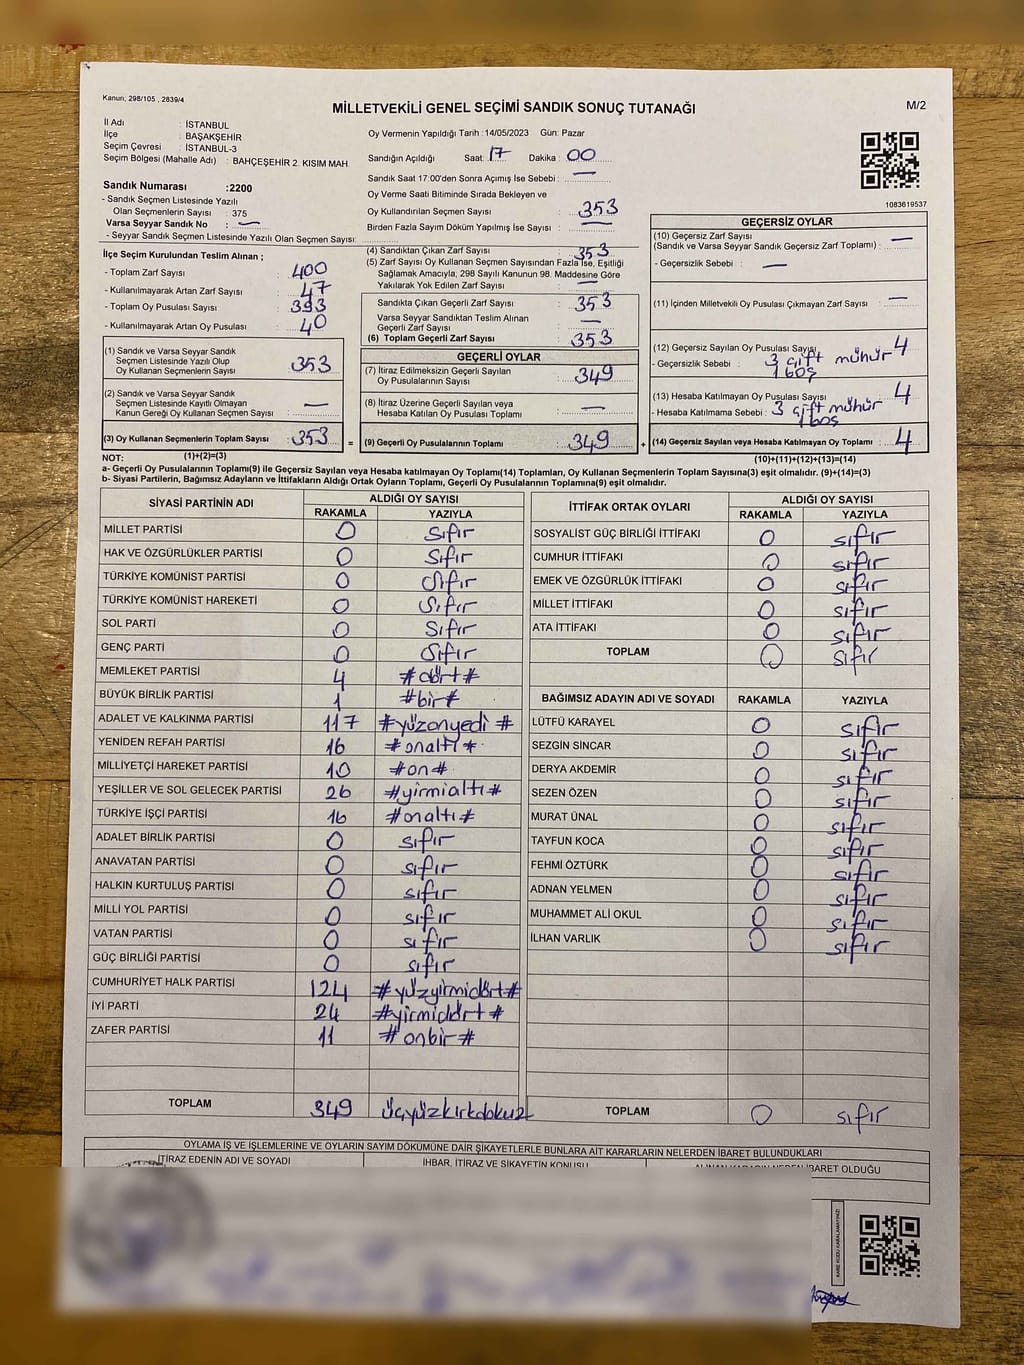 Kanun; 298/105 , 2839/4
MİLLETVEKİLİ GENEL SEÇİMİ SANDIK SONUÇ TUTANAĞI
M/2
İl Adı : İSTANBUL
İlçe : BAŞAKŞEHİR
Seçim Çevresi : İSTANBUL-3
Seçim Bölgesi (Mahalle Adı) : BAHÇEŞEHİR 2. KISIM MAH
Sandık Numarası :2200
- Sandık Seçmen Listesinde Yazılı
Olan Seçmenlerin Sayısı : 375
Varsa Seyyar Sandık No : —
- Seyyar Sandık Seçmen Listesinde Yazılı Olan Seçmen Sayısı:
Oy Vermenin Yapıldığı Tarih :14/05/2023 Gün: Pazar
Sandığın Açıldığı Saat: 17 Dakika : 00
Sandık Saat 17:00'den Sonra Açımış İse Sebebi : —
Oy Verme Saati Bitiminde Sırada Bekleyen ve
Oy Kullandırılan Seçmen Sayısı : 353
Birden Fazla Sayım Döküm Yapılmış İse Sayısı : —
1083619537
İlçe Seçim Kurulundan Teslim Alınan ;
- Toplam Zarf Sayısı : 400
- Kullanılmayarak Artan Zarf Sayısı : 47
- Toplam Oy Pusulası Sayısı : 393
- Kullanılmayarak Artan Oy Pusulası : 40
(1) Sandık ve Varsa Seyyar Sandık
Seçmen Listesinde Yazılı Olup
Oy Kullanan Seçmenlerin Sayısı : 353
(2) Sandık ve Varsa Seyyar Sandık
Seçmen Listesinde Kayıtlı Olmayan
Kanun Gereği Oy Kullanan Seçmen Sayısı : —
(3) Oy Kullanan Seçmenlerin Toplam Sayısı : 353 =
(1)+(2)=(3)
(4) Sandıktan Çıkan Zarf Sayısı : 353
(5) Zarf Sayısı Oy Kullanan Seçmen Sayısından Fazla İse, Eşitliği
Sağlamak Amacıyla; 298 Sayılı Kanunun 98. Maddesine Göre
Yakılarak Yok Edilen Zarf Sayısı : —
Sandıkta Çıkan Geçerli Zarf Sayısı : 353
Varsa Seyyar Sandıktan Teslim Alınan
Geçerli Zarf Sayısı : —
(6) Toplam Geçerli Zarf Sayısı : 353
GEÇERLİ OYLAR
(7) İtiraz Edilmeksizin Geçerli Sayılan
Oy Pusulalarının Sayısı : 349
(8) İtiraz Üzerine Geçerli Sayılan veya
Hesaba Katılan Oy Pusulası Toplamı : —
(9) Geçerli Oy Pusulalarının Toplamı : 349 +
GEÇERSİZ OYLAR
(10) Geçersiz Zarf Sayısı
(Sandık ve Varsa Seyyar Sandık Geçersiz Zarf Toplamı) : —
- Geçersizlik Sebebi : —
(11) İçinden Milletvekili Oy Pusulası Çıkmayan Zarf Sayısı : —
(12) Geçersiz Sayılan Oy Pusulası Sayısı : 4
- Geçersizlik Sebebi : 3 çift mühür
1 boş
(13) Hesaba Katılmayan Oy Pusulası Sayısı 4
- Hesaba Katılmama Sebebi : 3 çift mühür
1 boş
(14) Geçersiz Sayılan veya Hesaba Katılmayan Oy Toplamı : 4
(10)+(11)+(12)+(13)=(14)
NOT:
a- Geçerli Oy Pusulalarının Toplamı(9) ile Geçersiz Sayılan veya Hesaba katılmayan Oy Toplamı(14) Toplamları, Oy Kullanan Seçmenlerin Toplam Sayısına(3) eşit olmalıdır. (9)+(14)=(3)
b- Siyasi Partilerin, Bağımsız Adayların ve İttifakların Aldığı Ortak Oyların Toplamı, Geçerli Oy Pusulalarının Toplamına(9) eşit olmalıdır.
SİYASİ PARTİNİN ADI ALDIĞI OY SAYISI
RAKAMLA YAZIYLA
MİLLET PARTİSİ 0 sıfır
HAK VE ÖZGÜRLÜKLER PARTİSİ 0 sıfır
TÜRKİYE KOMÜNİST PARTİSİ 0 sıfır
TÜRKİYE KOMÜNİST HAREKETİ 0 sıfır
SOL PARTİ 0 sıfır
GENÇ PARTİ 0 sıfır
MEMLEKET PARTİSİ 4 #dört#
BÜYÜK BİRLİK PARTİSİ 1 #bir#
ADALET VE KALKINMA PARTİSİ 117 #yüzonyedi #
YENİDEN REFAH PARTİSİ 16 #onaltı #
MİLLİYETÇİ HAREKET PARTİSİ 10 #on#
YEŞİLLER VE SOL GELECEK PARTİSİ 26 #yirmialtı #
TÜRKİYE İŞÇİ PARTİSİ 16 #onaltı #
ADALET BİRLİK PARTİSİ 0 sıfır
ANAVATAN PARTİSİ 0 sıfır
HALKIN KURTULUŞ PARTİSİ 0 sıfır
MİLLİ YOL PARTİSİ 0 sıfır
VATAN PARTİSİ 0 sıfır
GÜÇ BİRLİĞİ PARTİSİ 0 sıfır
CUMHURİYET HALK PARTİSİ 124 #yüzyirmidört#
İYİ PARTİ 24 #yirmidört #
ZAFER PARTİSİ 11 #onbir#
TOPLAM 349 üçyüzkırkdokuz
İTTİFAK ORTAK OYLARI ALDIĞI OY SAYISI
RAKAMLA YAZIYLA
SOSYALİST GÜÇ BİRLİĞİ İTTİFAKI 0 sıfır
CUMHUR İTTİFAKI 0 sıfır
EMEK VE ÖZGÜRLÜK İTTİFAKI 0 sıfır
MİLLET İTTİFAKI 0 sıfır
ATA İTTİFAKI 0 sıfır
TOPLAM 0 sıfır
BAĞIMSIZ ADAYIN ADI VE SOYADI RAKAMLA YAZIYLA
LÜTFÜ KARAYEL 0 sıfır
SEZGİN SİNCAR 0 sıfır
DERYA AKDEMİR 0 sıfır
SEZEN ÖZEN 0 sıfır
MURAT ÜNAL 0 sıfır
TAYFUN KOCA 0 sıfır
FEHMİ ÖZTÜRK 0 sıfır
ADNAN YELMEN 0 sıfır
MUHAMMET ALİ OKUL 0 sıfır
İLHAN VARLIK 0 sıfır
TOPLAM 0 sıfır
OYLAMA İŞ VE İŞLEMLERİNE VE OYLARIN SAYIM DÖKÜMÜNE DAİR ŞİKAYETLERLE BUNLARA AİT KARARLARIN NELERDEN İBARET BULUNDUKLARI
İTİRAZ EDENİN ADI VE SOYADI
İHBAR, İTİRAZ VE ŞİKAYETİN KONUSU
ALINAN KARARIN NEDEN İBARET OLDUĞU
KARE KODU KARALAMAYINIZ!